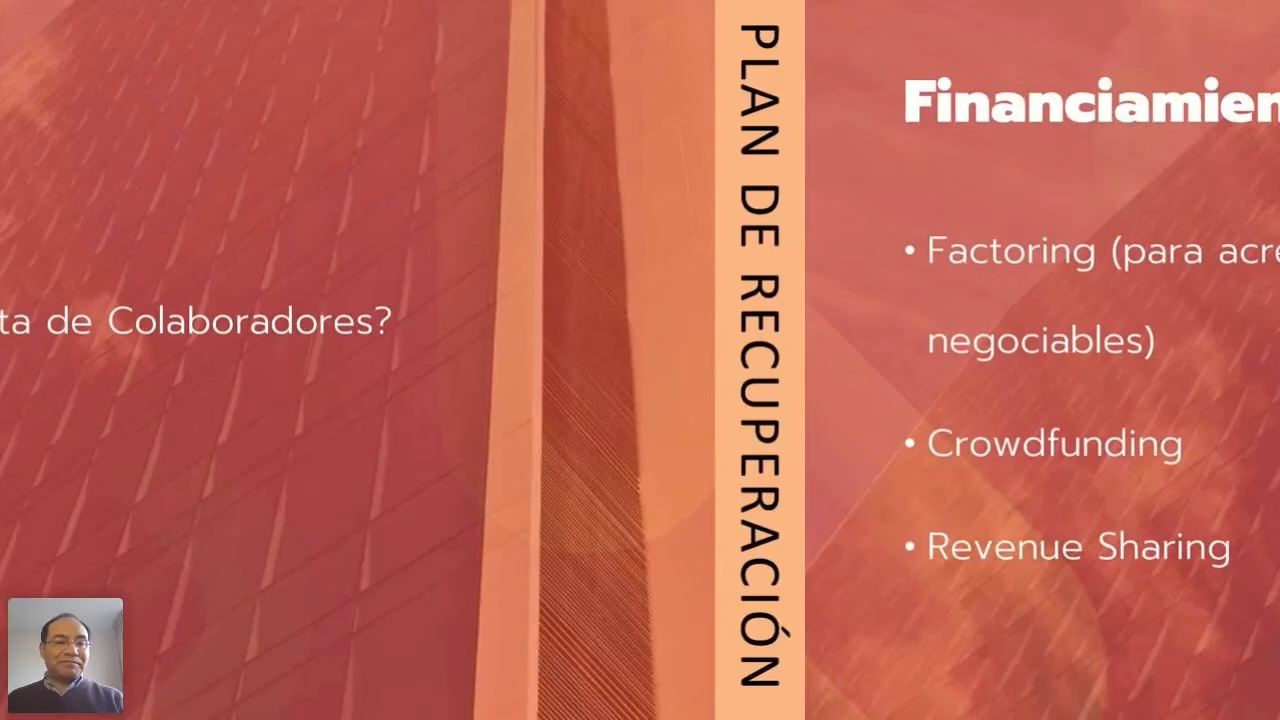 ta de Colaboradores?
PLAN DE RECUPERACIÓN
Financiamien
• Factoring (para acre
negociables)
• Crowdfunding
• Revenue Sharing